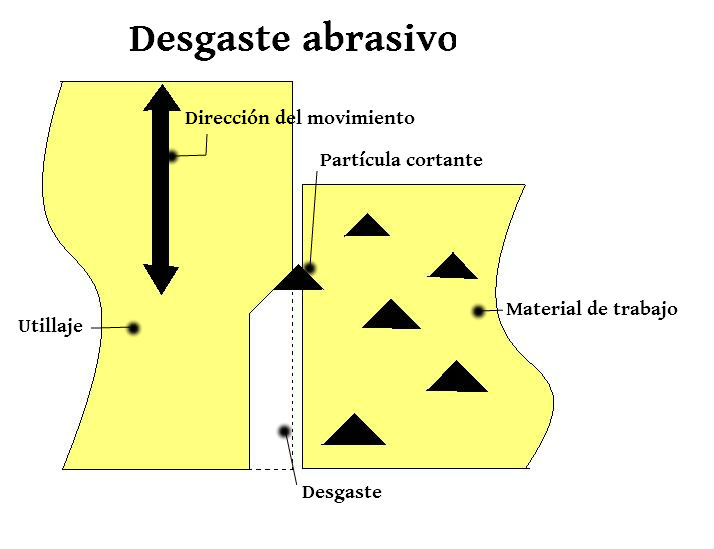 Desgaste abrasivo
Dirección del movimiento
Partícula cortante
Material de trabajo
Utillaje
Desgaste